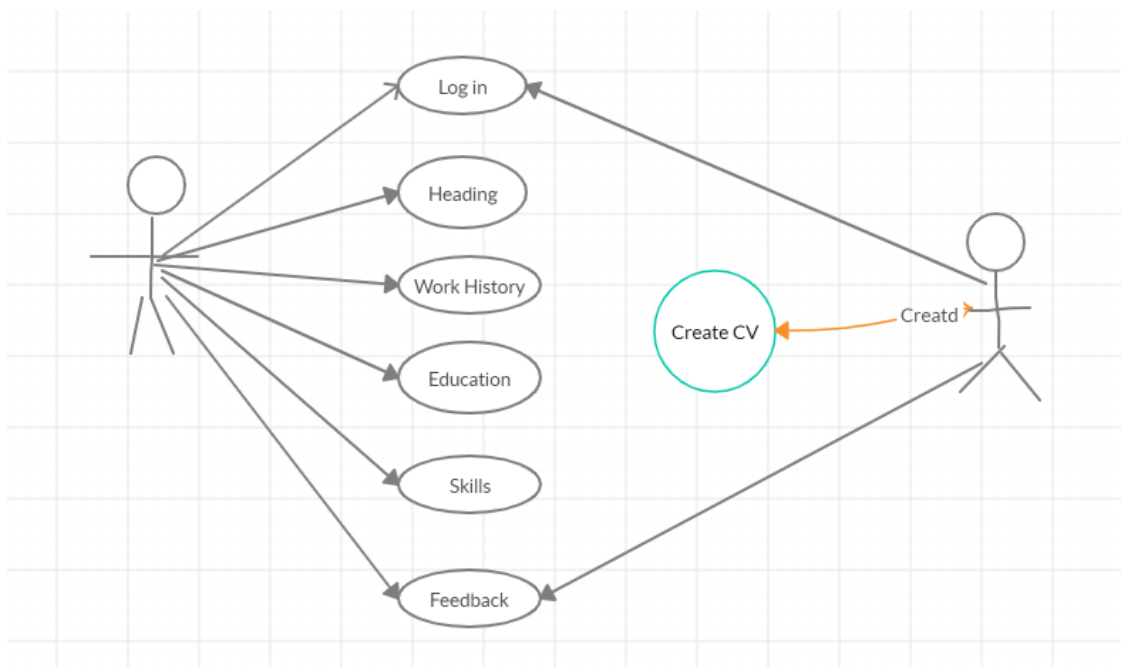 Log in
Heading
Work History
Education
Skills
Feedback
Create CV
Creatd